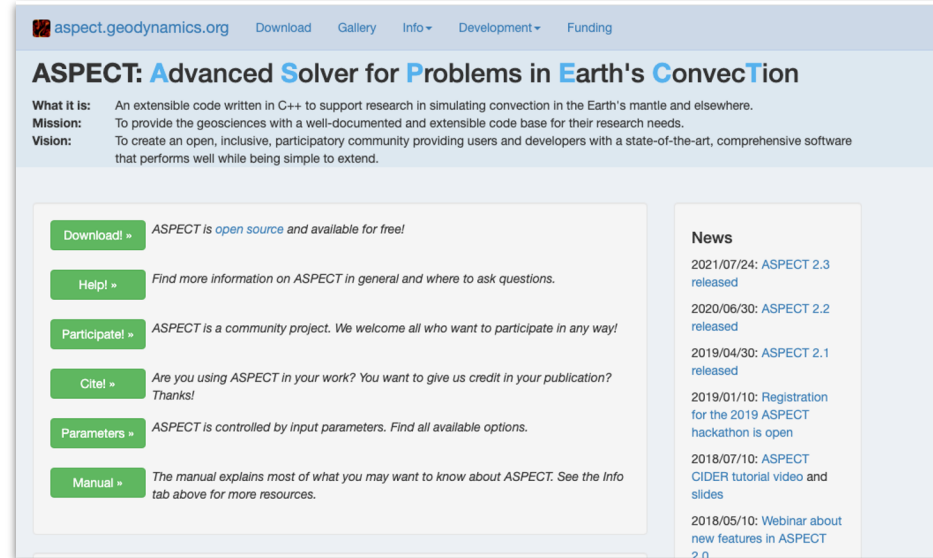 aspect.geodynamics.org Download Gallery Info Development Funding
ASPECT: Advanced Solver for Problems in Earth's ConvecTion
What it is: An extensible code written in C++ to support research in simulating convection in the Earth's mantle and elsewhere.
Mission: To provide the geosciences with a well-documented and extensible code base for their research needs.
Vision: To create an open, inclusive, participatory community providing users and developers with a state-of-the-art, comprehensive software
that performs well while being simple to extend.
Download! » ASPECT is open source and available for free!
Help! » Find more information on ASPECT in general and where to ask questions.
Participate! » ASPECT is a community project. We welcome all who want to participate in any way!
Cite! » Are you using ASPECT in your work? You want to give us credit in your publication?
Thanks!
Parameters » ASPECT is controlled by input parameters. Find all available options.
Manual » The manual explains most of what you may want to know about ASPECT. See the Info
tab above for more resources.
News
2021/07/24: ASPECT 2.3
released
2020/06/30: ASPECT 2.2
released
2019/04/30: ASPECT 2.1
released
2019/01/10: Registration
for the 2019 ASPECT
hackathon is open
2018/07/10: ASPECT
CIDER tutorial video and
slides
2018/05/10: Webinar about
new features in ASPECT
2.0